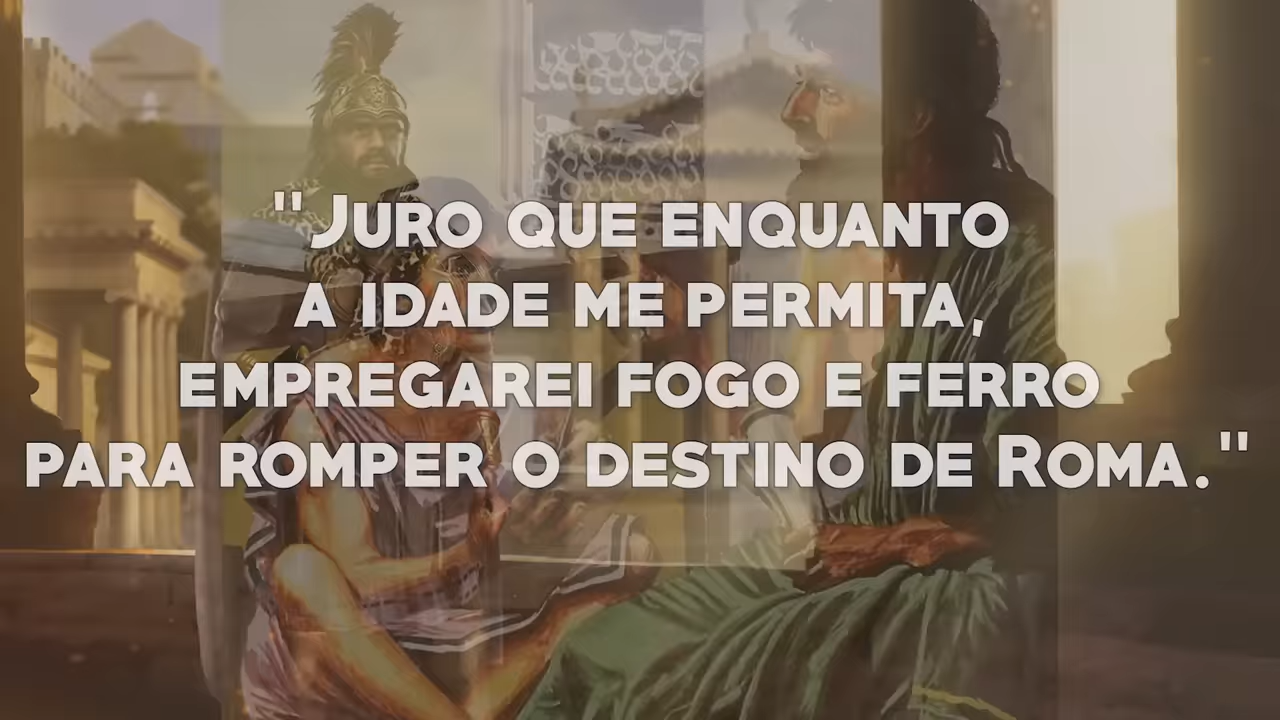 "Juro que enquanto
a idade me permita,
empregarei fogo e ferro
para romper o destino de Roma."